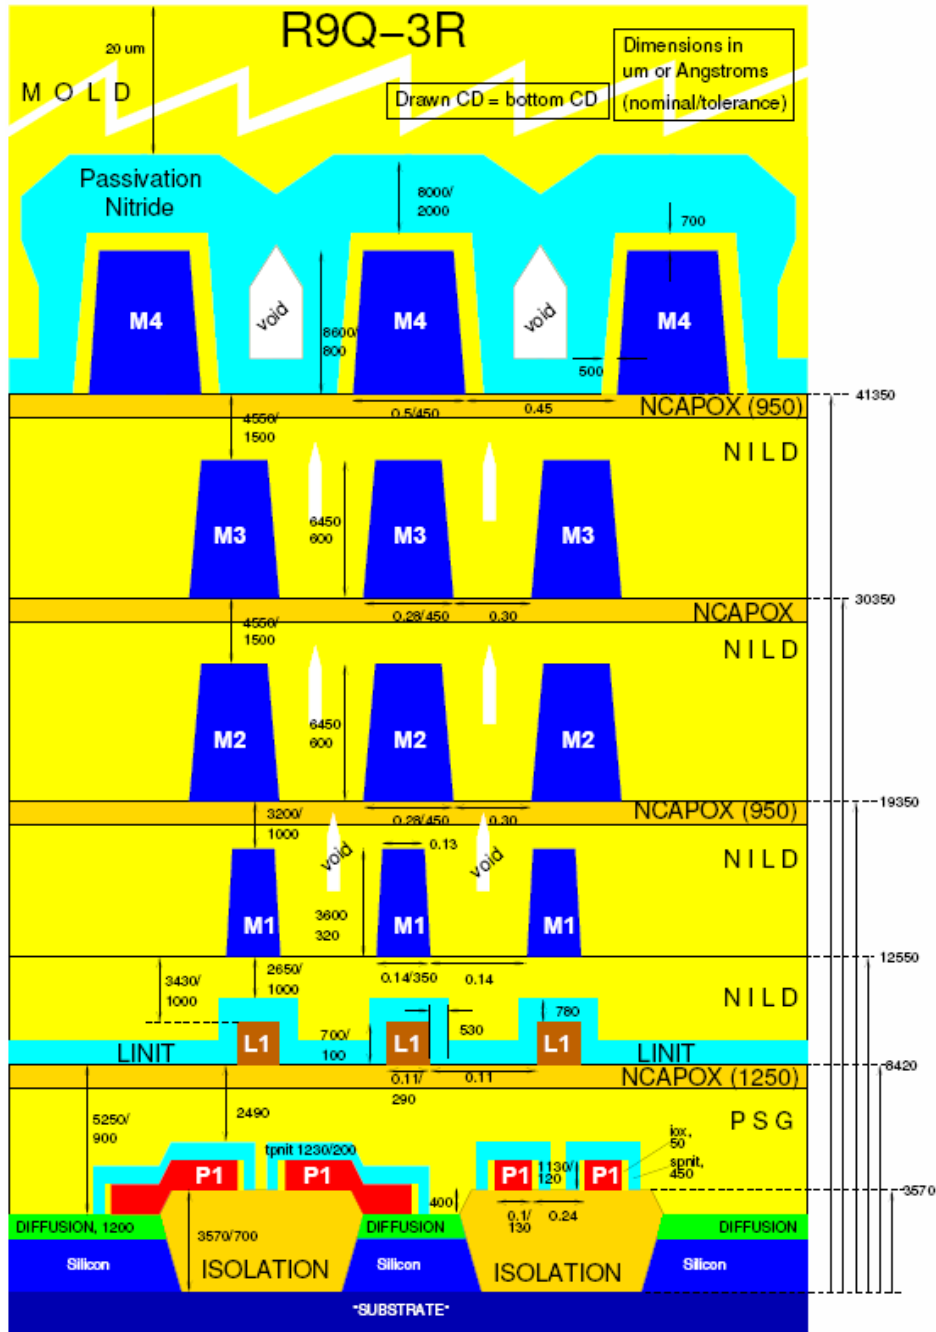 R9Q–3R
20 um
Dimensions in
um or Angstroms
(nominal/tolerance)
M O L D
Drawn CD = bottom CD
Passivation
Nitride
8000/
2000
700
M4
void
8600/
800
M4
void
M4
500
41350
0.5/450
0.45
NCAPOX (950)
4550/
1500
N I L D
M3
6450
600
M3
M3
30350
0.28/450
0.30
NCAPOX
4550/
1500
N I L D
M2
6450
600
M2
M2
19350
3200/
1000
0.28/450
0.30
NCAPOX (950)
void
0.13
void
N I L D
M1
3600
320
M1
M1
12550
3430/
1000
2650/
1000
0.14/350
0.14
N I L D
780
L1
700/
100
L1
530
L1
LINIT
LINIT
8420
0.11/
290
0.11
NCAPOX (1250)
5250/
900
2490
P S G
iox,
50
tpnit 1230/200
P1
P1
1130/
120
P1
P1
spnit,
450
3570
400
0.1/
130
0.24
DIFFUSION, 1200
3570/700
DIFFUSION
DIFFUSION
Silicon
ISOLATION
Silicon
ISOLATION
Silicon
"SUBSTRATE"